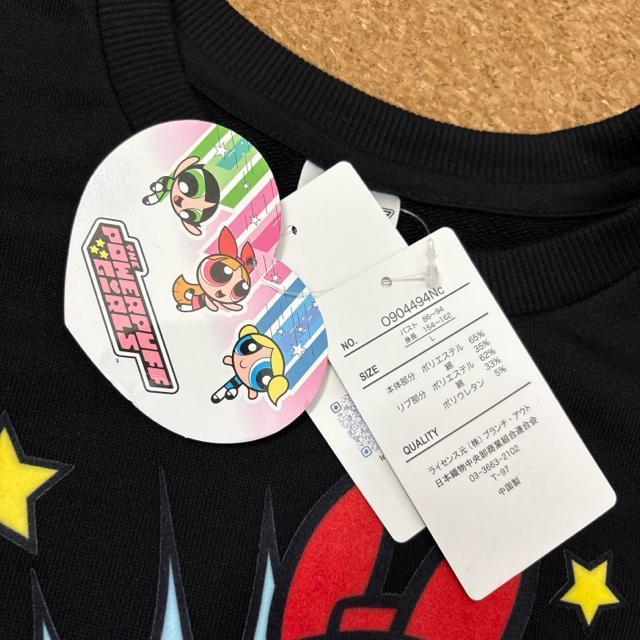 THE
POWERPUFF
GIRLS
NO. 0904494Nc
SIZE
バスト 86~94
身長 154~162
L
本体部分 ポリエステル 65%
綿 35%
リブ部分 ポリエステル 62%
綿 33%
ポリウレタン 5%
QUALITY
ライセンス元(株)ブランチ・アウト
日本織物中央卸商業組合連合会
03-3663-2102
T-97
中国製